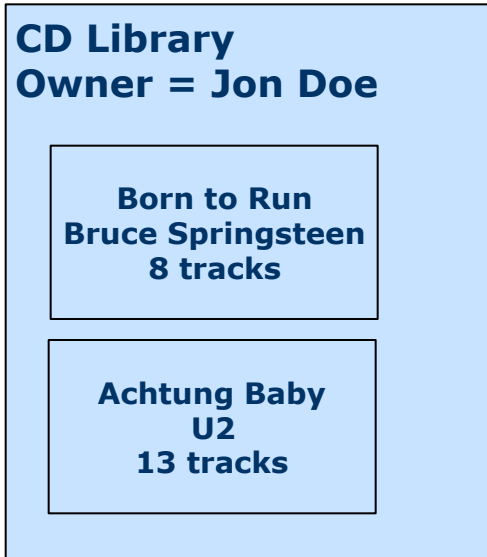 CD Library
Owner = Jon Doe
Born to Run
Bruce Springsteen
8 tracks
Achtung Baby
U2
13 tracks